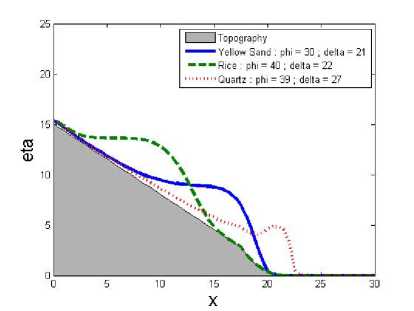 25
20
15
10
5
0
eta
Topography
Yellow Sand : phi = 30 ; delta = 21
Rice : phi = 40 ; delta = 22
Quartz : phi = 39 ; delta = 27
0 5 10 15 20 25 30
x